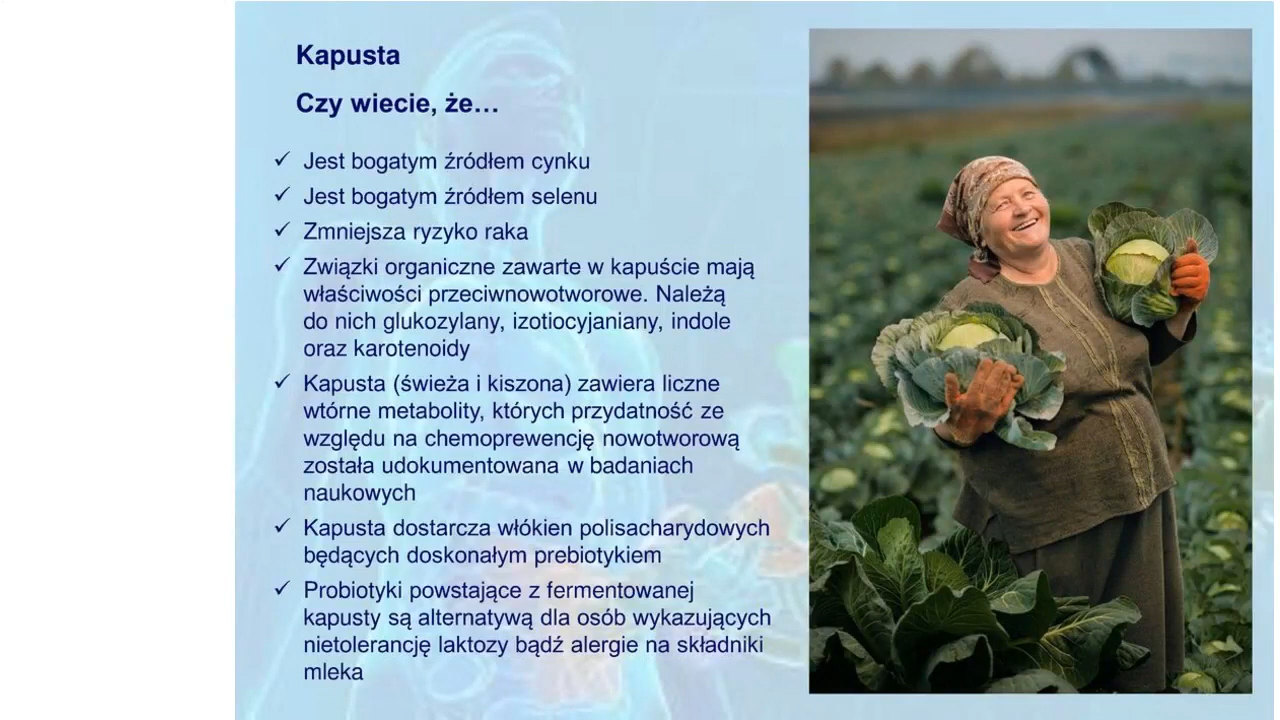 Kapusta
Czy wiecie, że…
✓ Jest bogatym źródłem cynku
✓ Jest bogatym źródłem selenu
✓ Zmniejsza ryzyko raka
✓ Związki organiczne zawarte w kapuście mają
właściwości przeciwnowotworowe. Należą
do nich glukozylany, izotiocyjaniany, indole
oraz karotenoidy
✓ Kapusta (świeża i kiszona) zawiera liczne
wtórne metabolity, których przydatność ze
względu na chemoprewencję nowotworową
została udokumentowana w badaniach
naukowych
✓ Kapusta dostarcza włókien polisacharydowych
będących doskonałym prebiotykiem
✓ Probiotyki powstające z fermentowanej
kapusty są alternatywą dla osób wykazujących
nietolerancję laktozy bądź alergie na składniki
mleka